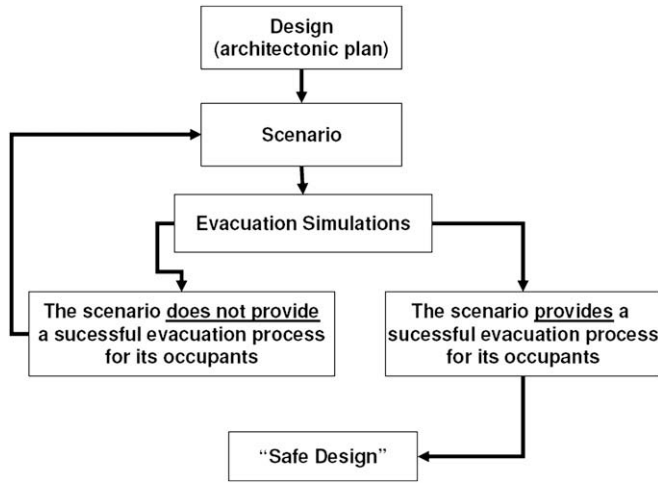 Design
(architectonic plan)
Scenario
Evacuation Simulations
The scenario does not provide
a sucessful evacuation process
for its occupants
The scenario provides a
sucessful evacuation process
for its occupants
“Safe Design”